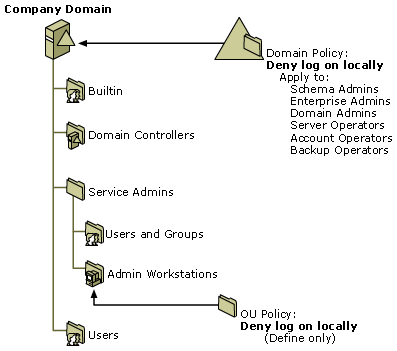 Company Domain
Domain Policy:
Deny log on locally
Apply to:
Schema Admins
Enterprise Admins
Domain Admins
Server Operators
Account Operators
Backup Operators
Builtin
Domain Controllers
Service Admins
Users and Groups
Admin Workstations
OU Policy:
Deny log on locally
(Define only)
Users